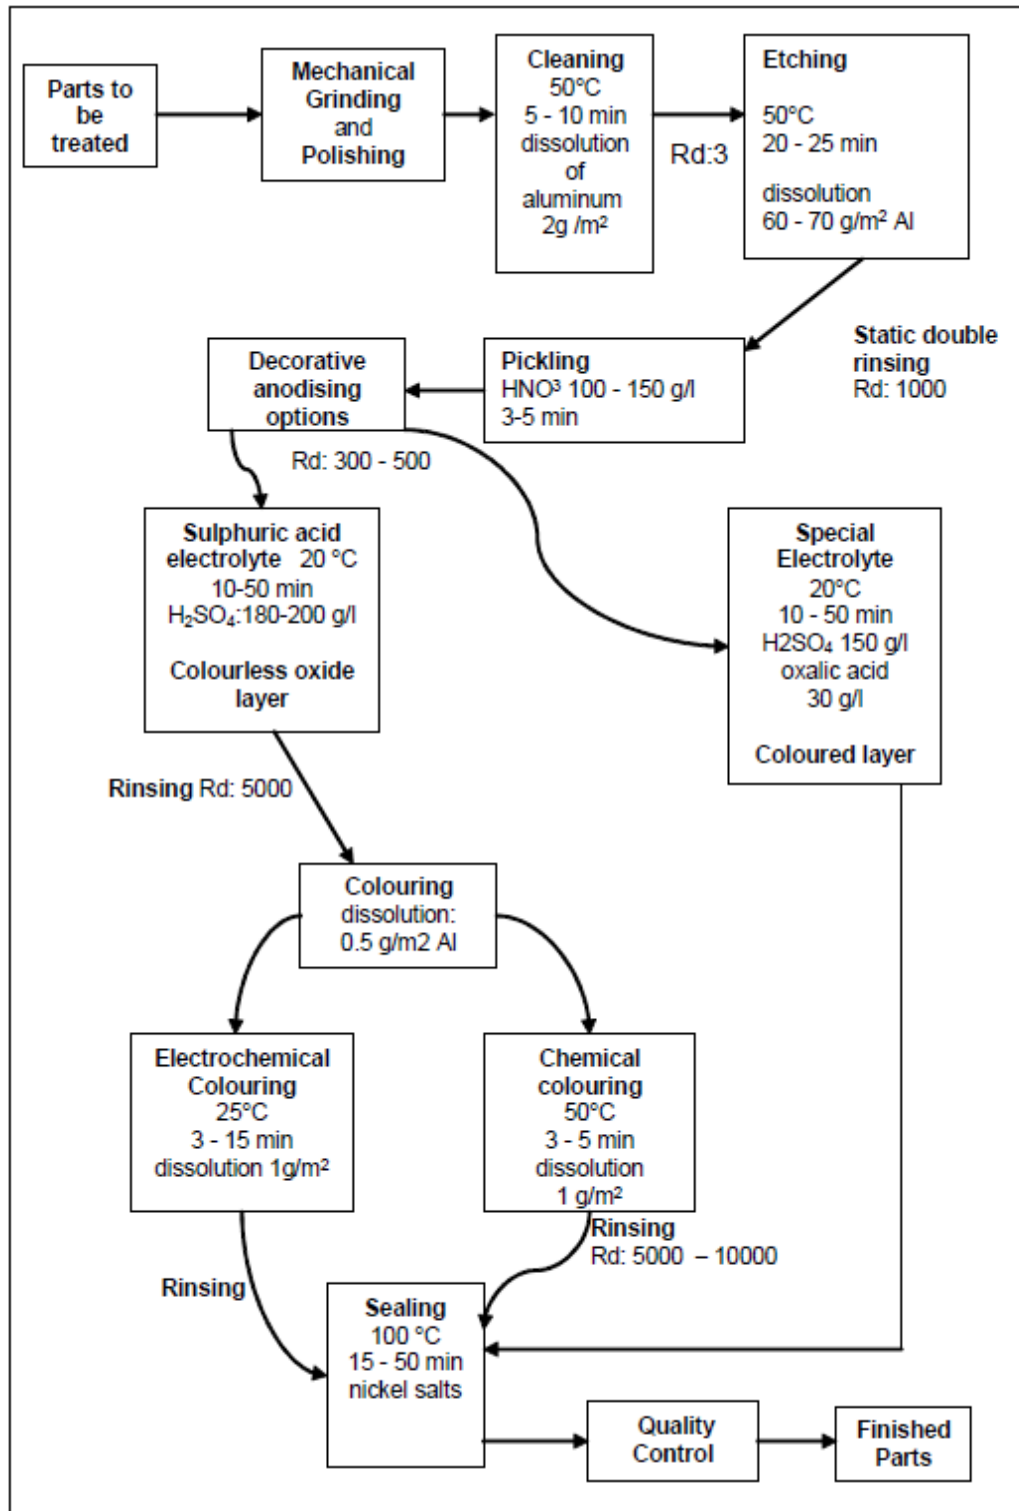 Parts to
be
treated
Mechanical
Grinding
and
Polishing
Cleaning
50°C
5 - 10 min
dissolution
of
aluminum
2g /m²
Rd:3
Etching
50°C
20 - 25 min
dissolution
60 - 70 g/m² Al
Static double
rinsing
Rd: 1000
Pickling
HNO³ 100 - 150 g/l
3-5 min
Decorative
anodising
options
Rd: 300 - 500
Sulphuric acid
electrolyte 20 °C
10-50 min
H₂SO₄:180-200 g/l
Colourless oxide
layer
Special
Electrolyte
20°C
10 - 50 min
H2SO₄ 150 g/l
oxalic acid
30 g/l
Coloured layer
Rinsing Rd: 5000
Colouring
dissolution:
0.5 g/m2 Al
Electrochemical
Colouring
25°C
3 - 15 min
dissolution 1g/m²
Chemical
colouring
50°C
3 - 5 min
dissolution
1 g/m²
Rinsing
Rinsing
Rd: 5000 – 10000
Sealing
100 °C
15 - 50 min
nickel salts
Quality
Control
Finished
Parts